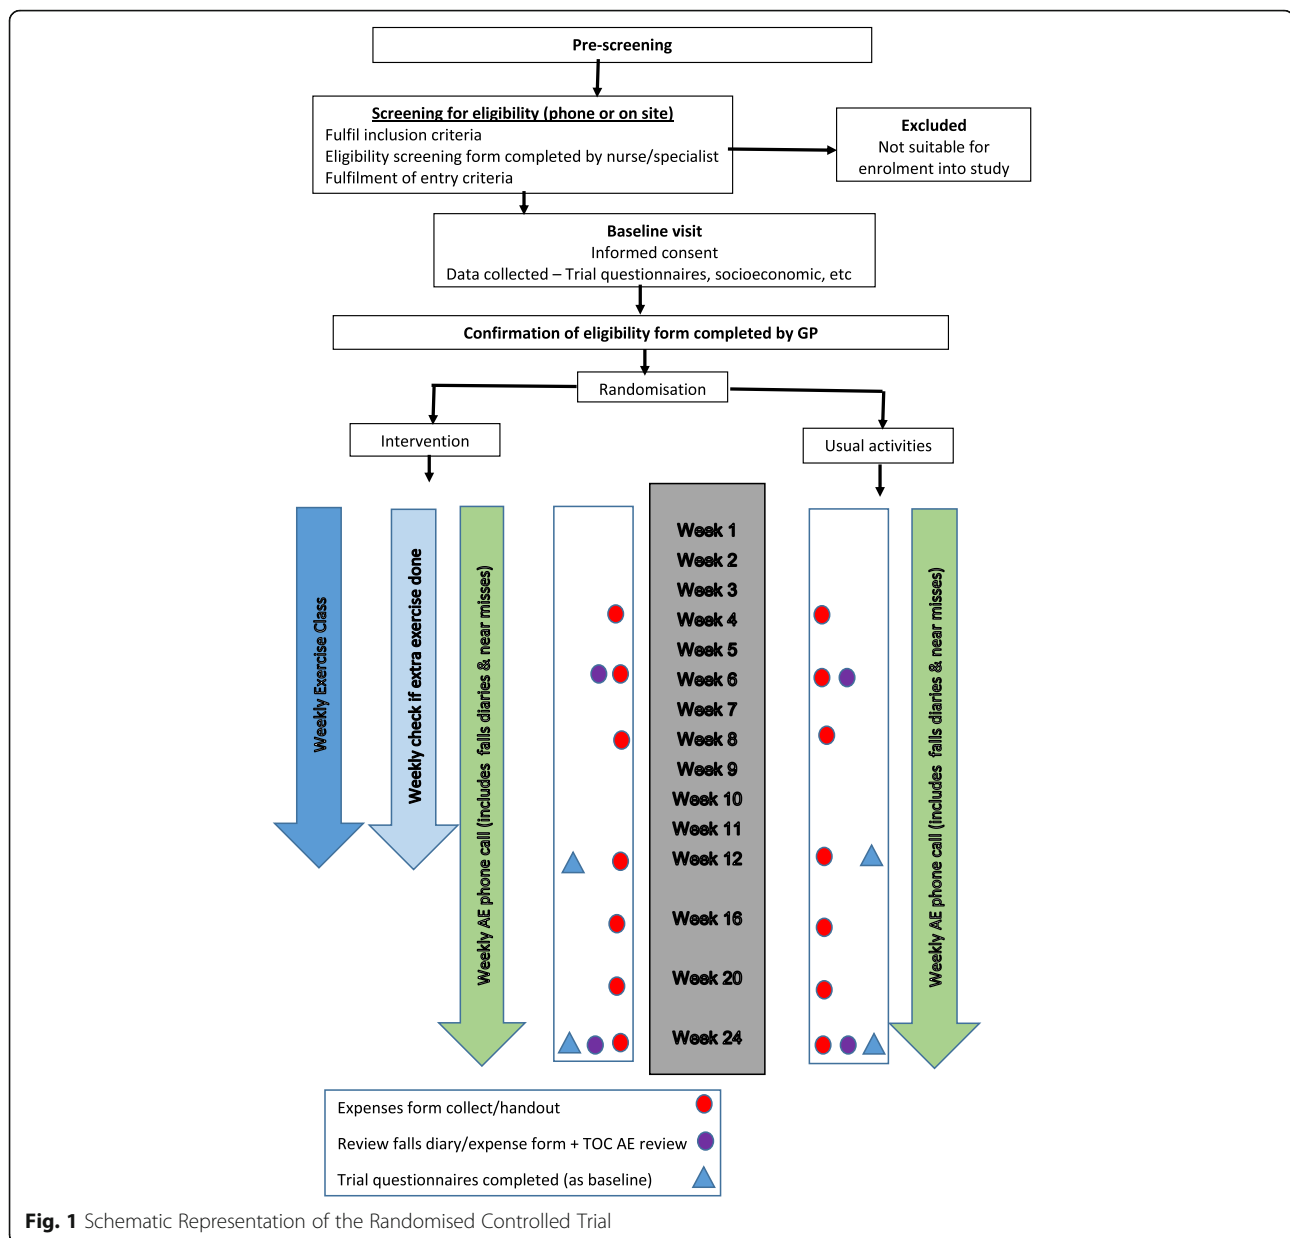 Pre-screening
Screening for eligibility (phone or on site)
Fulfil inclusion criteria
Eligibility screening form completed by nurse/specialist
Fulfilment of entry criteria
Excluded
Not suitable for
enrolment into study
Baseline visit
Informed consent
Data collected – Trial questionnaires, socioeconomic, etc
Confirmation of eligibility form completed by GP
Randomisation
Intervention
Usual activities
Weekly Exercise Class
Weekly check if extra exercise done
Weekly AE phone call (includes falls diaries & near misses)
Week 1
Week 2
Week 3
Week 4
Week 5
Week 6
Week 7
Week 8
Week 9
Week 10
Week 11
Week 12
Week 16
Week 20
Week 24
Weekly AE phone call (includes falls diaries & near misses)
Expenses form collect/handout
Review falls diary/expense form + TOC AE review
Trial questionnaires completed (as baseline)
Fig. 1 Schematic Representation of the Randomised Controlled Trial